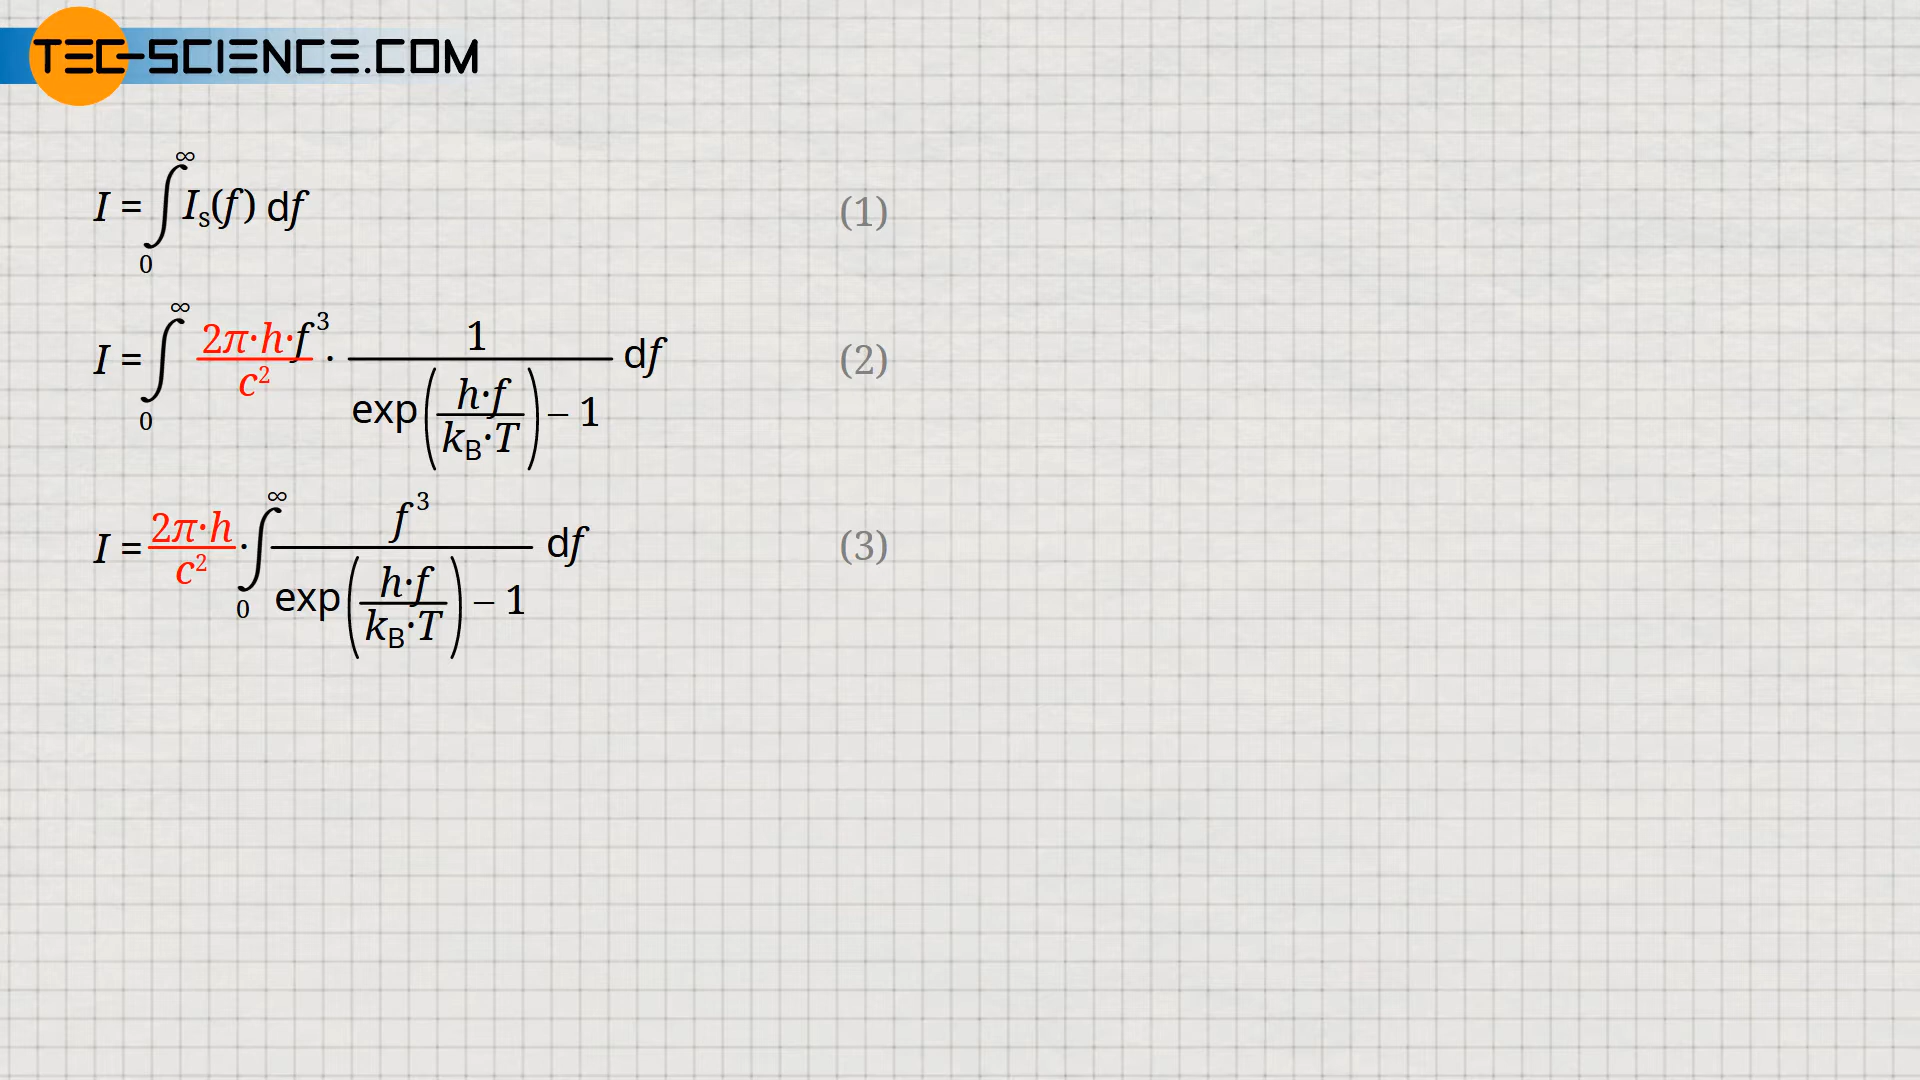 TEC-SCIENCE.COM
I = ∫₀^∞ Iₛ(f) df (1)
I = ∫₀^∞ 2π·h·f³/c² · 1/(exp(h·f/(k_B·T)) − 1) df (2)
I = 2π·h/c² · ∫₀^∞ f³/(exp(h·f/(k_B·T)) − 1) df (3)